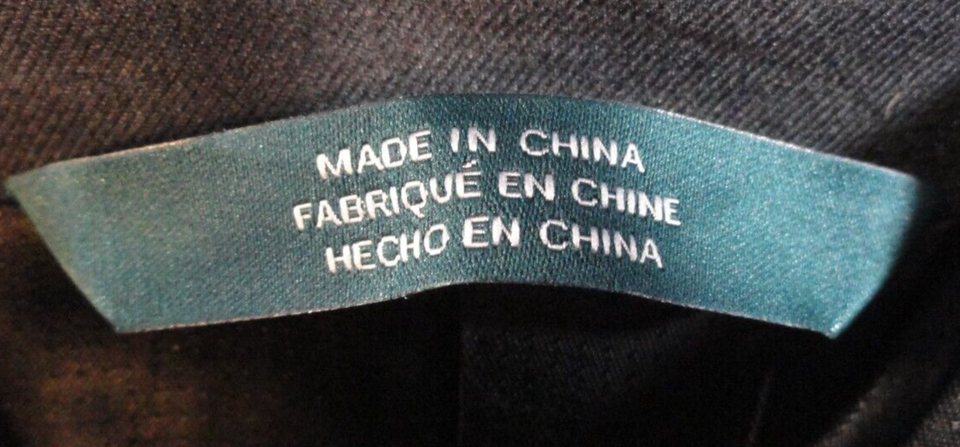 MADE IN CHINA
FABRIQUÉ EN CHINE
HECHO EN CHINA